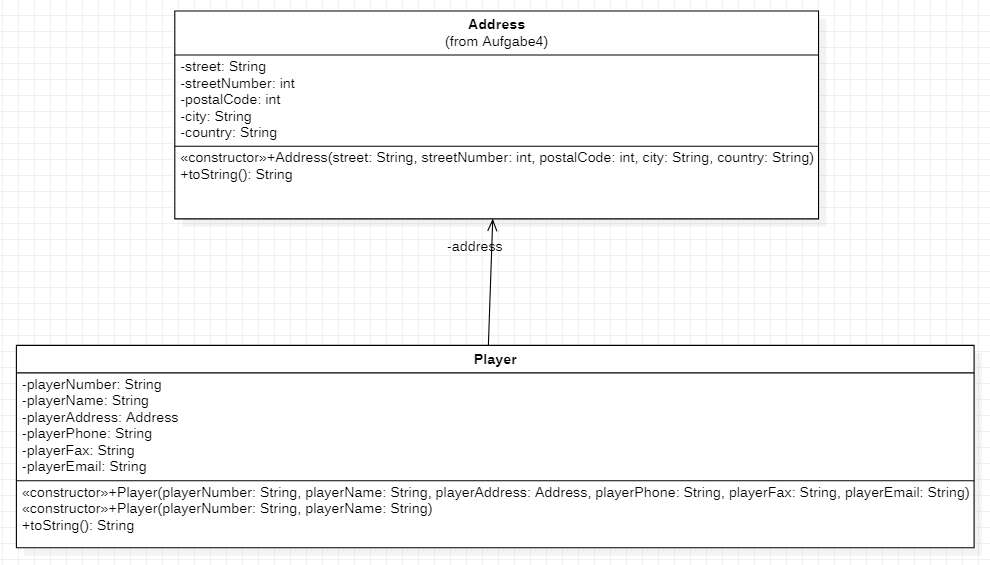 Address
(from Aufgabe4)
-street: String
-streetNumber: int
-postalCode: int
-city: String
-country: String
«constructor»+Address(street: String, streetNumber: int, postalCode: int, city: String, country: String)
+toString(): String
-address
Player
-playerNumber: String
-playerName: String
-playerAddress: Address
-playerPhone: String
-playerFax: String
-playerEmail: String
«constructor»+Player(playerNumber: String, playerName: String, playerAddress: Address, playerPhone: String, playerFax: String, playerEmail: String)
«constructor»+Player(playerNumber: String, playerName: String)
+toString(): String